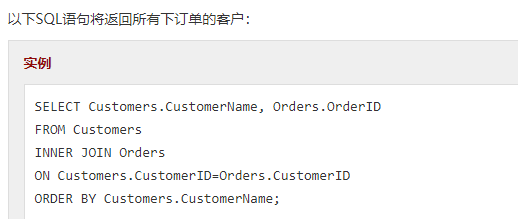 以下SQL语句将返回所有下订单的客户：
实例
SELECT Customers.CustomerName, Orders.OrderID
FROM Customers
INNER JOIN Orders
ON Customers.CustomerID=Orders.CustomerID
ORDER BY Customers.CustomerName;